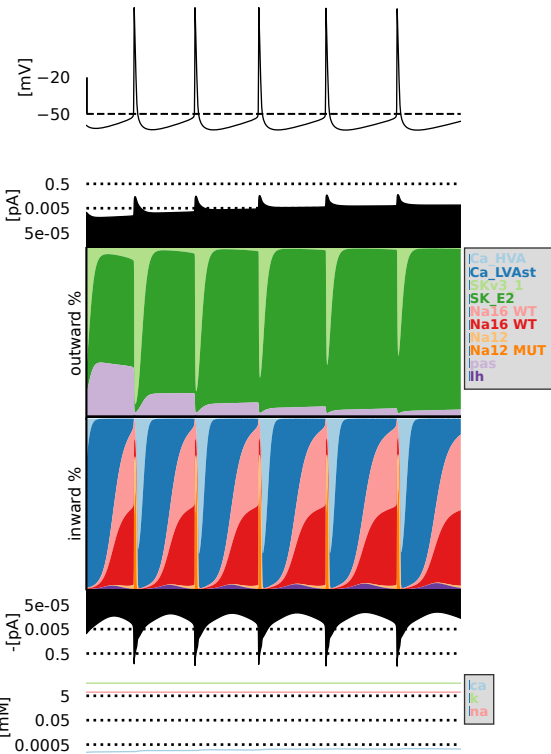 [mV]
−20
−50
[pA]
0.5
0.005
5e-05
outward %
Ca_HVA
Ca_LVAst
SKv3_1
SK_E2
Na16 WT
Na16 WT
Na12
Na12 MUT
pas
Ih
inward %
-[pA]
5e-05
0.005
0.5
[mM]
5
0.05
0.0005
ca
k
na